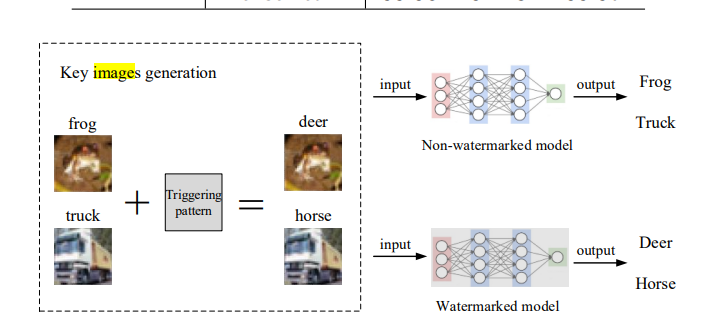 Key images generation
frog
deer
Triggering
pattern
truck
horse
input
output
Frog
Truck
Non-watermarked model
input
output
Deer
Horse
Watermarked model